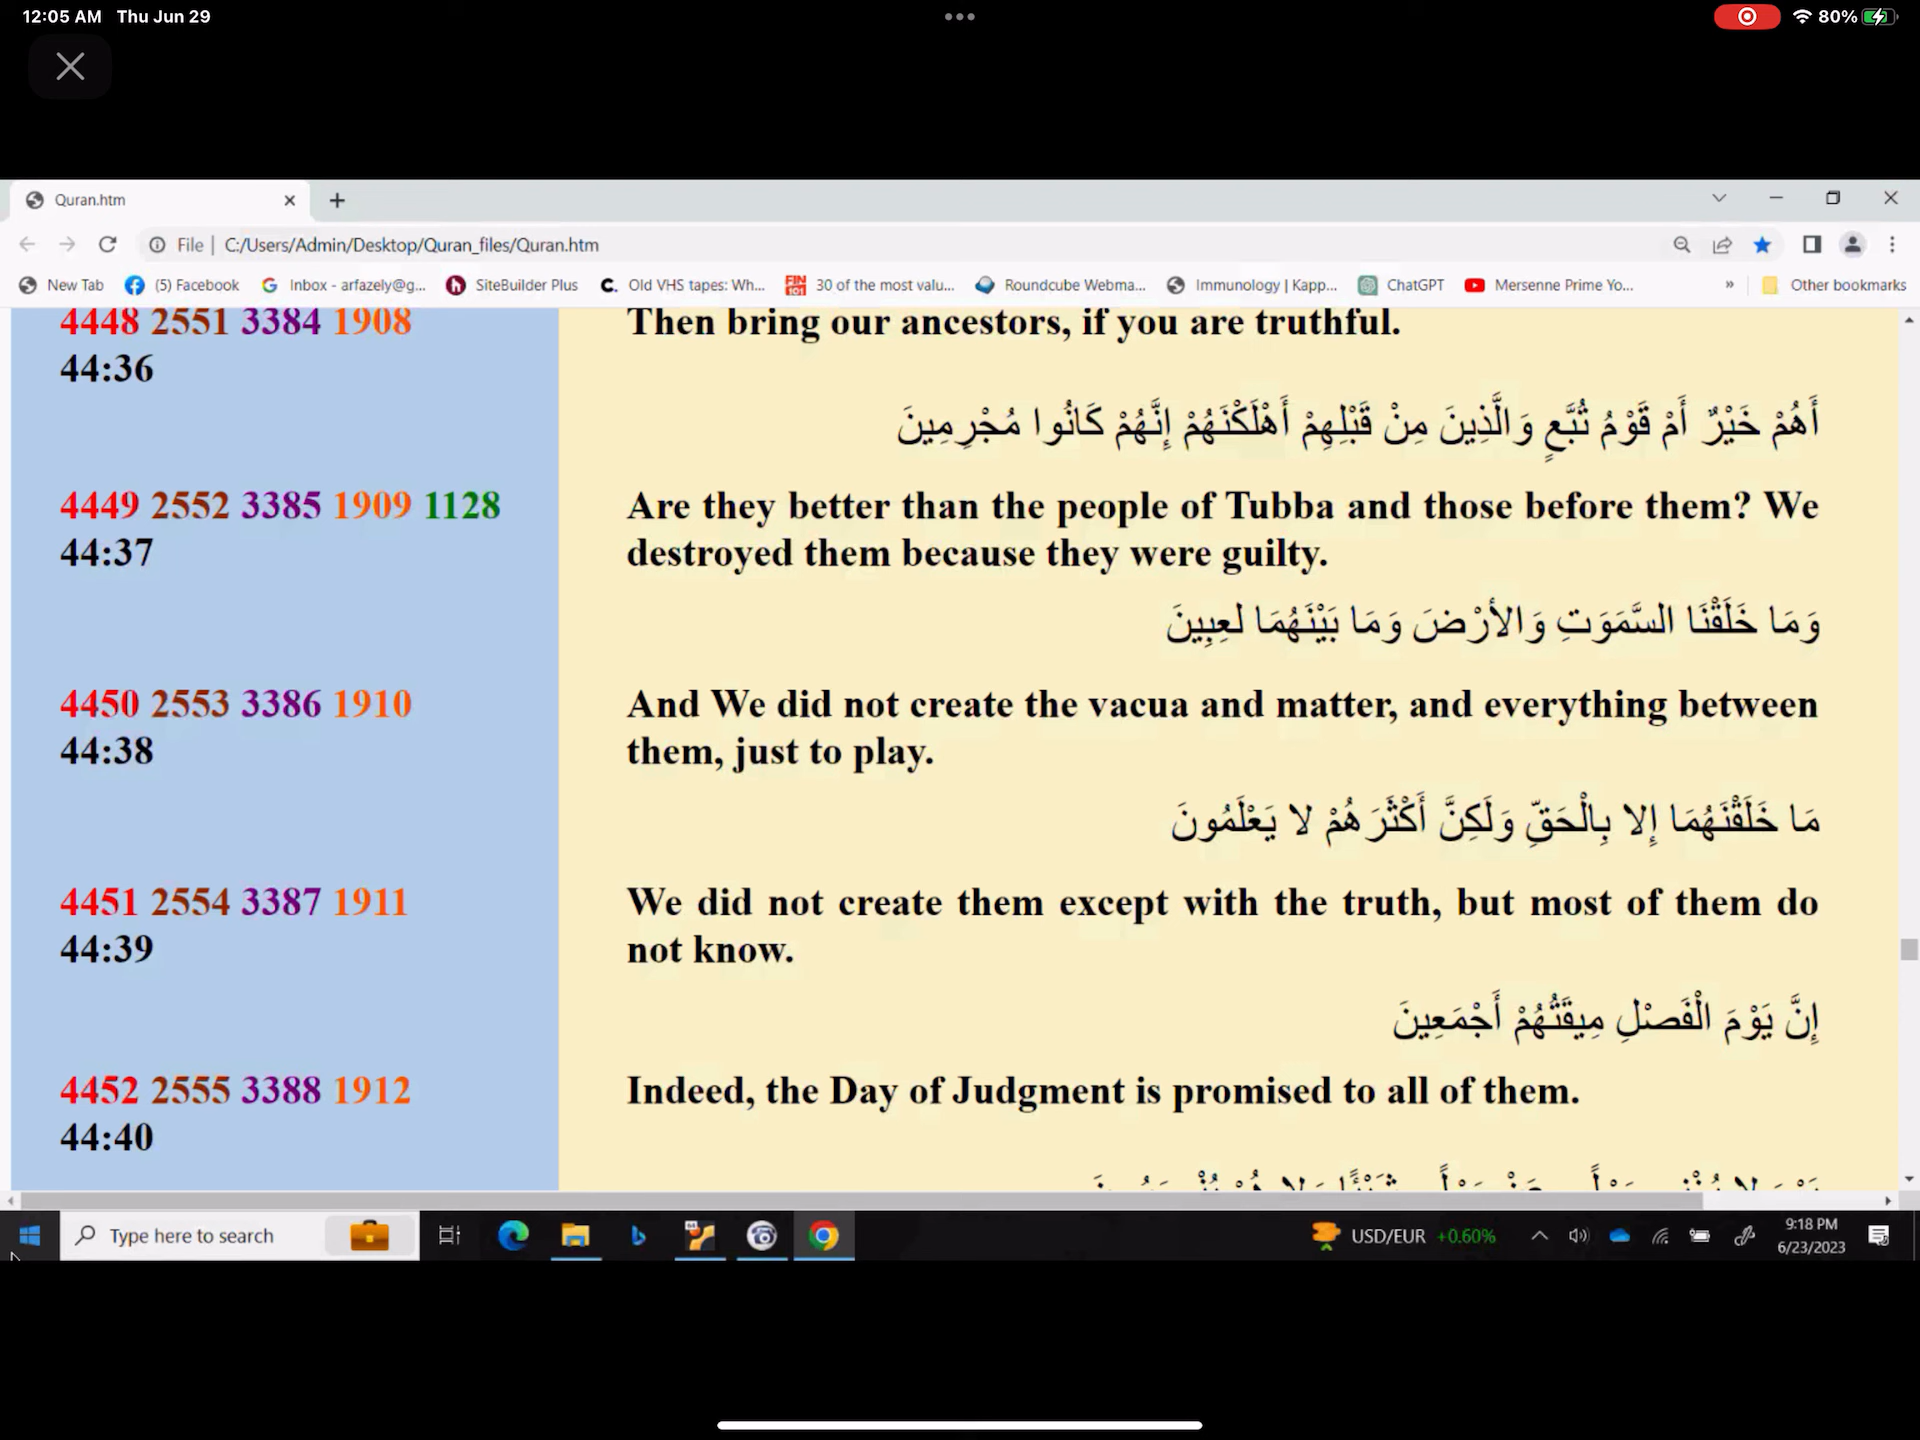 12:05 AM Thu Jun 29
80%
Quran.htm
File | C:/Users/Admin/Desktop/Quran_files/Quran.htm
New Tab (5) Facebook Inbox - arfazely@g... SiteBuilder Plus Old VHS tapes: Wh... FIN 101 30 of the most valu... Roundcube Webma... Immunology | Kapp... ChatGPT Mersenne Prime Yo... » Other bookmarks
4448 2551 3384 1908 Then bring our ancestors, if you are truthful.
44:36
أَهُمْ خَيْرٌ أَمْ قَوْمُ تُبَّعٍ وَالَّذِينَ مِنْ قَبْلِهِمْ أَهْلَكْنَهُمْ إِنَّهُمْ كَانُوا مُجْرِمِينَ
4449 2552 3385 1909 1128 Are they better than the people of Tubba and those before them? We
44:37 destroyed them because they were guilty.
وَمَا خَلَقْنَا السَّمَوَتِ وَالأرْضَ وَمَا بَيْنَهُمَا لعِبِينَ
4450 2553 3386 1910 And We did not create the vacua and matter, and everything between
44:38 them, just to play.
مَا خَلَقْنَهُمَا إِلا بِالْحَقِّ وَلَكِنَّ أَكْثَرَهُمْ لا يَعْلَمُونَ
4451 2554 3387 1911 We did not create them except with the truth, but most of them do
44:39 not know.
إِنَّ يَوْمَ الْفَصْلِ مِيقَتُهُمْ أَجْمَعِينَ
4452 2555 3388 1912 Indeed, the Day of Judgment is promised to all of them.
44:40
Type here to search
USD/EUR +0.60%
9:18 PM
6/23/2023